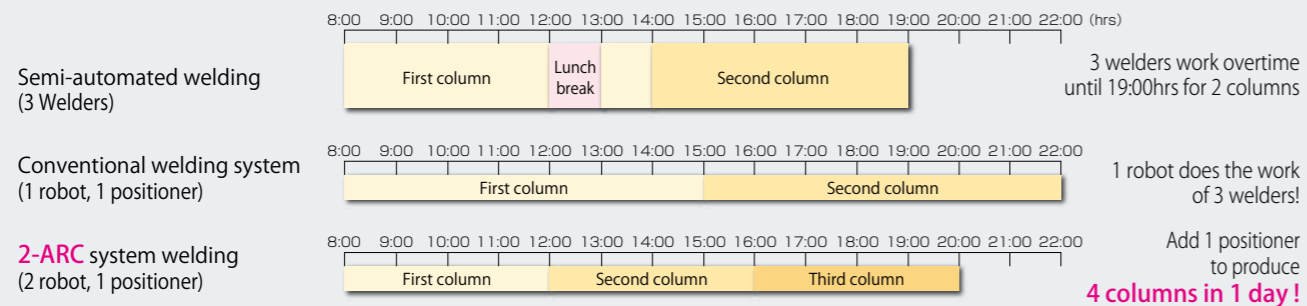 8:00 9:00 10:00 11:00 12:00 13:00 14:00 15:00 16:00 17:00 18:00 19:00 20:00 21:00 22:00 (hrs)
Semi-automated welding
(3 Welders)
First column
Lunch
break
Second column
3 welders work overtime
until 19:00hrs for 2 columns
8:00 9:00 10:00 11:00 12:00 13:00 14:00 15:00 16:00 17:00 18:00 19:00 20:00 21:00 22:00
Conventional welding system
(1 robot, 1 positioner)
First column
Second column
1 robot does the work
of 3 welders!
8:00 9:00 10:00 11:00 12:00 13:00 14:00 15:00 16:00 17:00 18:00 19:00 20:00 21:00 22:00
2-ARC system welding
(2 robot, 1 positioner)
First column
Second column
Third column
Add 1 positioner
to produce
4 columns in 1 day !